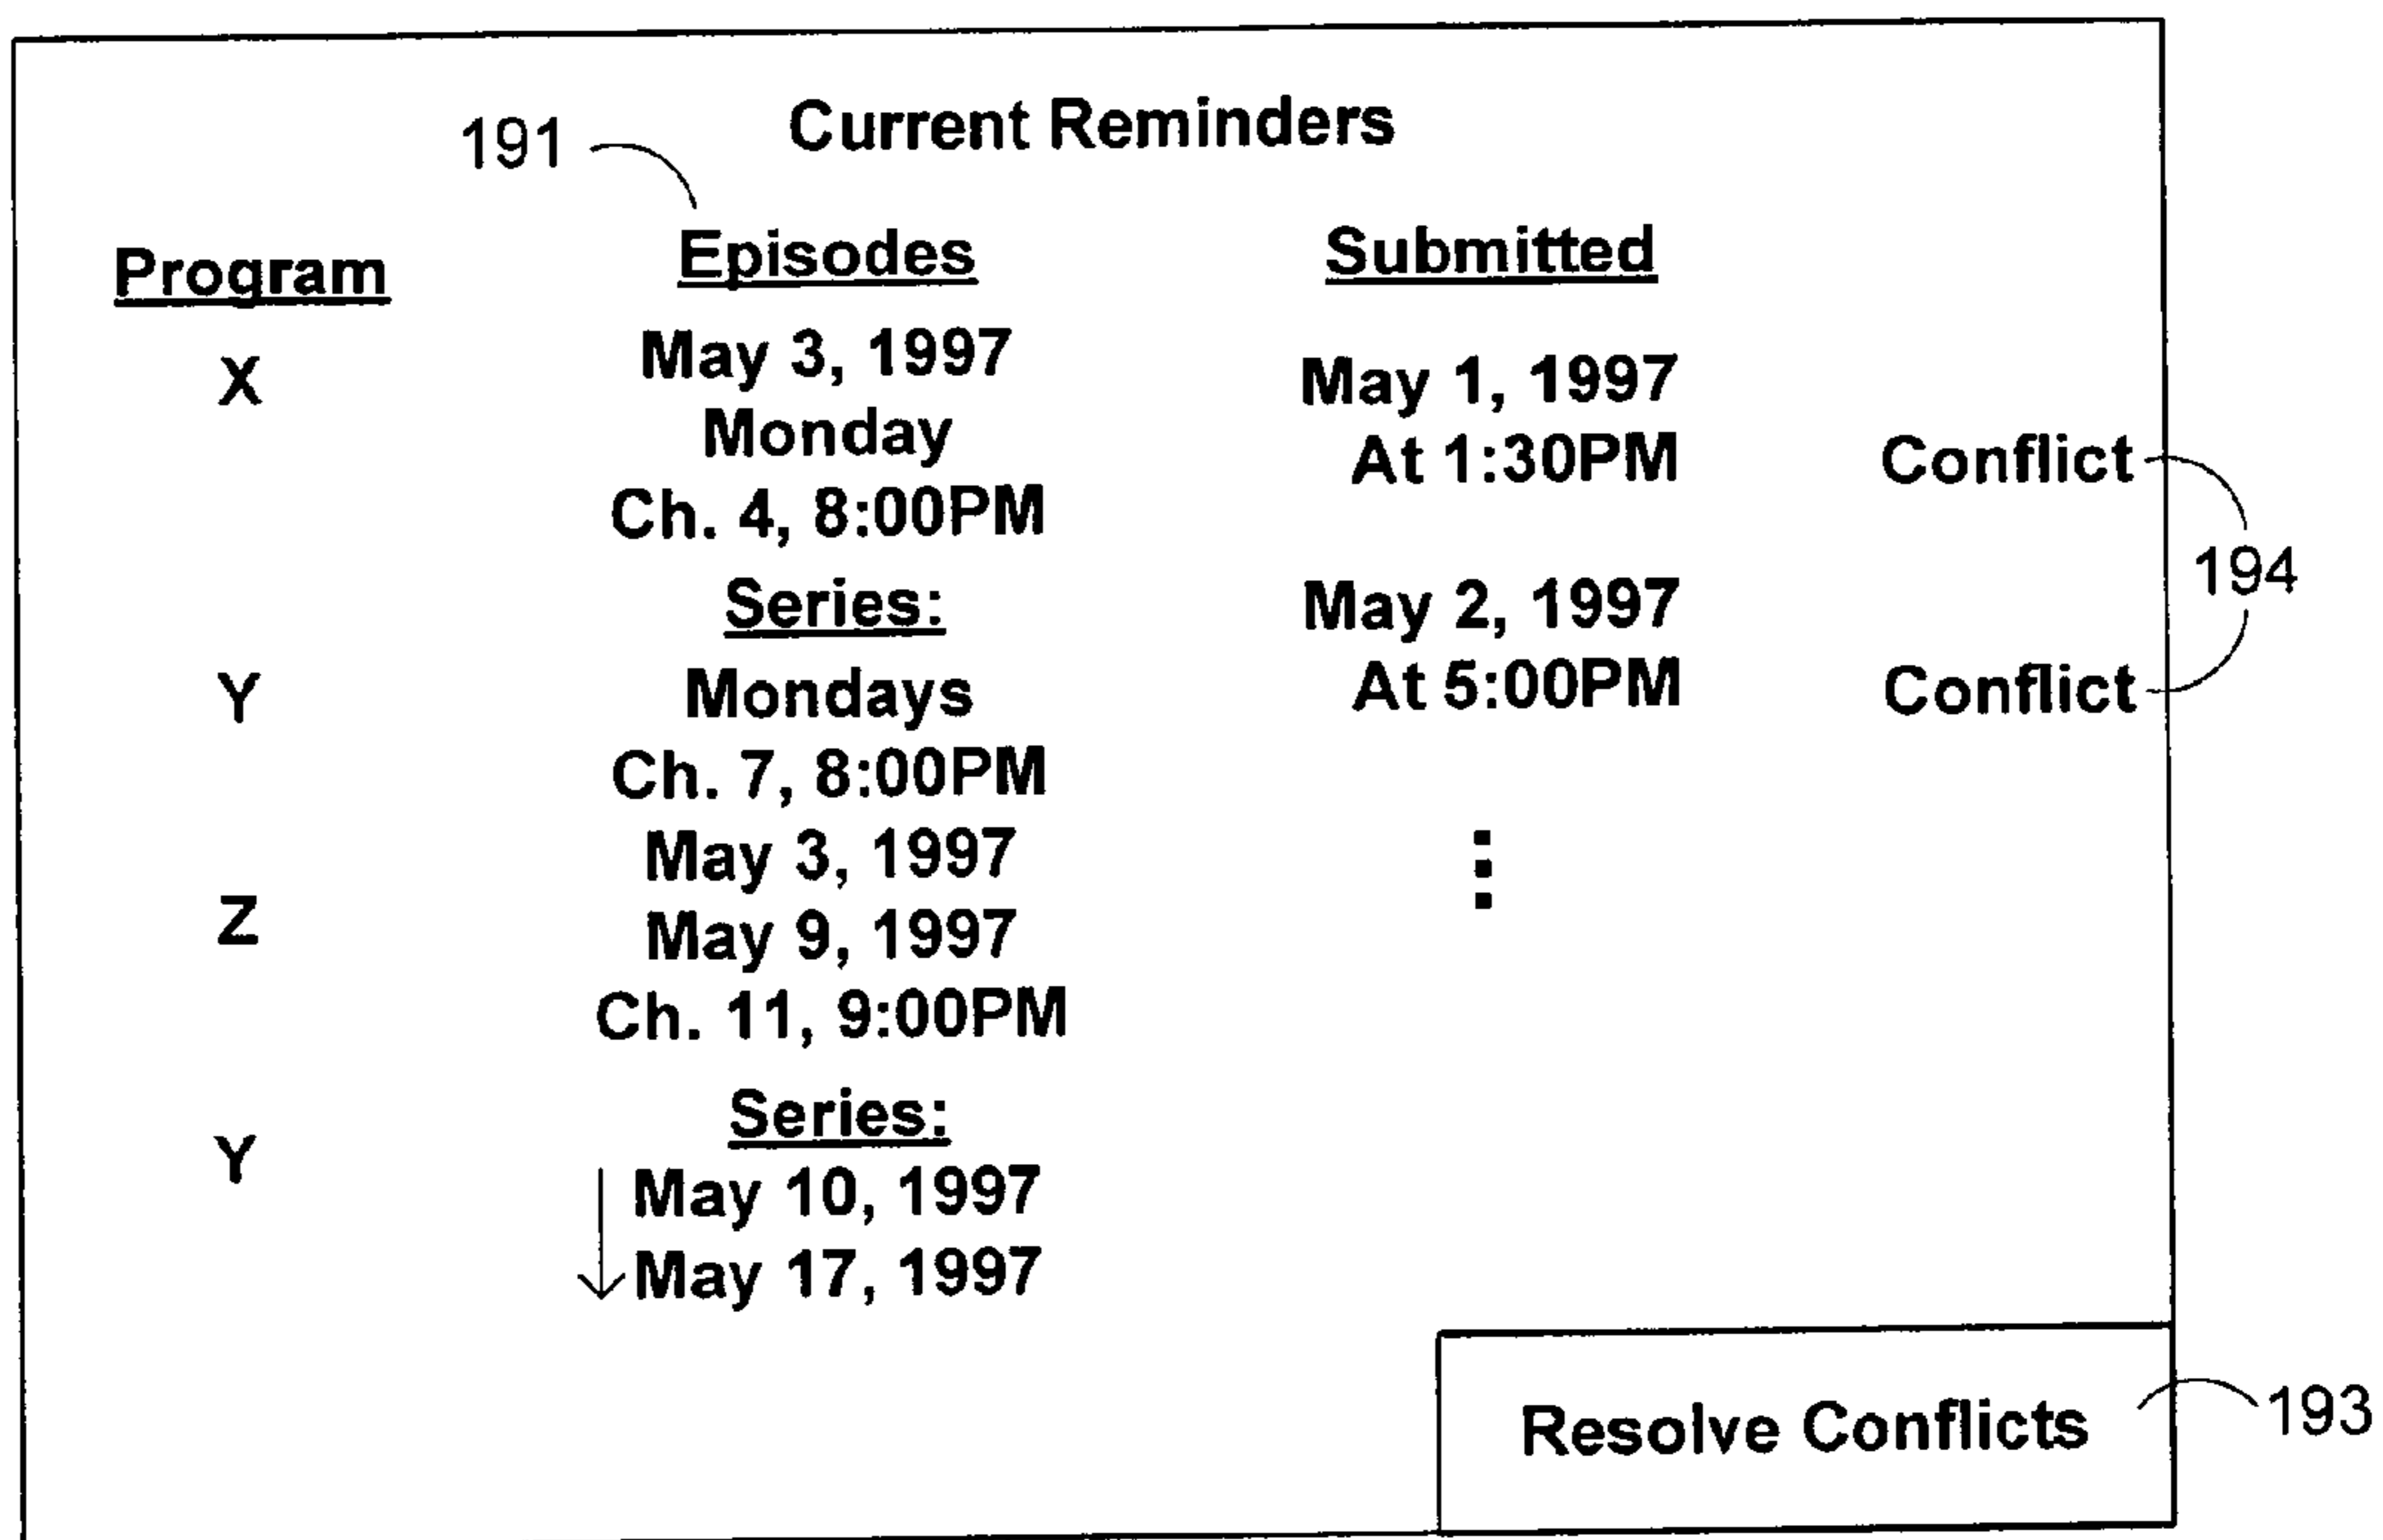 Current Reminders
191
Program Episodes Submitted
X May 3, 1997 May 1, 1997
Monday At 1:30PM Conflict
Ch. 4, 8:00PM
194
Series: May 2, 1997
Y Mondays At 5:00PM Conflict
Ch. 7, 8:00PM
May 3, 1997
Z May 9, 1997
Ch. 11, 9:00PM
Series:
Y May 10, 1997
May 17, 1997
Resolve Conflicts 193